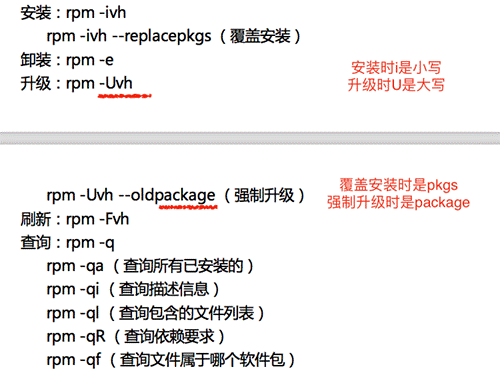 安装：rpm -ivh
rpm -ivh --replacepkgs（覆盖安装）
卸装：rpm -e
升级：rpm -Uvh
安装时i是小写
升级时U是大写
rpm -Uvh --oldpackage（强制升级）
覆盖安装时是pkgs
强制升级时是package
刷新：rpm -Fvh
查询：rpm -q
rpm -qa（查询所有已安装的）
rpm -qi（查询描述信息）
rpm -ql（查询包含的文件列表）
rpm -qR（查询依赖要求）
rpm -qf（查询文件属于哪个软件包）